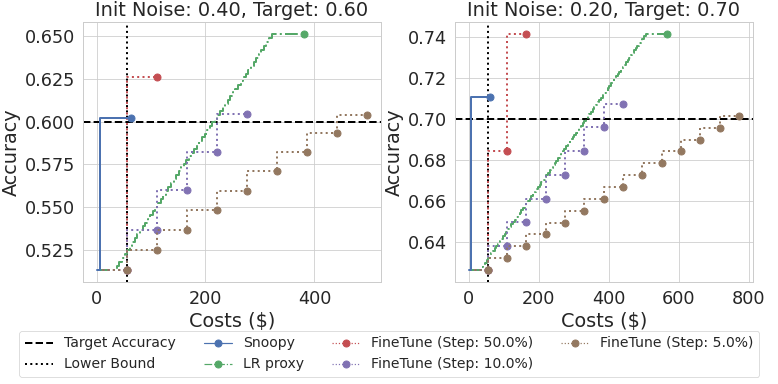 Init Noise: 0.40, Target: 0.60
Init Noise: 0.20, Target: 0.70
Accuracy
0.650
0.625
0.600
0.575
0.550
0.525
0
200
400
Costs ($)
Accuracy
0.74
0.72
0.70
0.68
0.66
0.64
0
200
400
600
800
Costs ($)
Target Accuracy
Lower Bound
Snoopy
LR proxy
FineTune (Step: 50.0%)
FineTune (Step: 10.0%)
FineTune (Step: 5.0%)